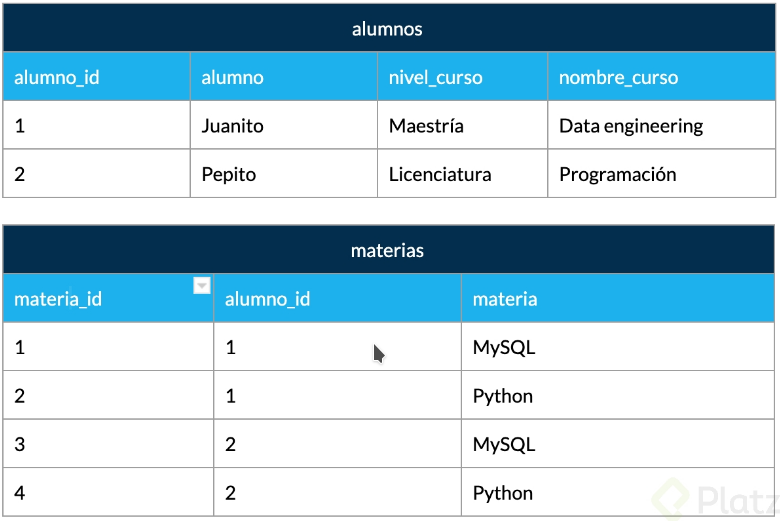 alumnos
alumno_id alumno nivel_curso nombre_curso
1 Juanito Maestría Data engineering
2 Pepito Licenciatura Programación
materias
materia_id alumno_id materia
1 1 MySQL
2 1 Python
3 2 MySQL
4 2 Python
Platz